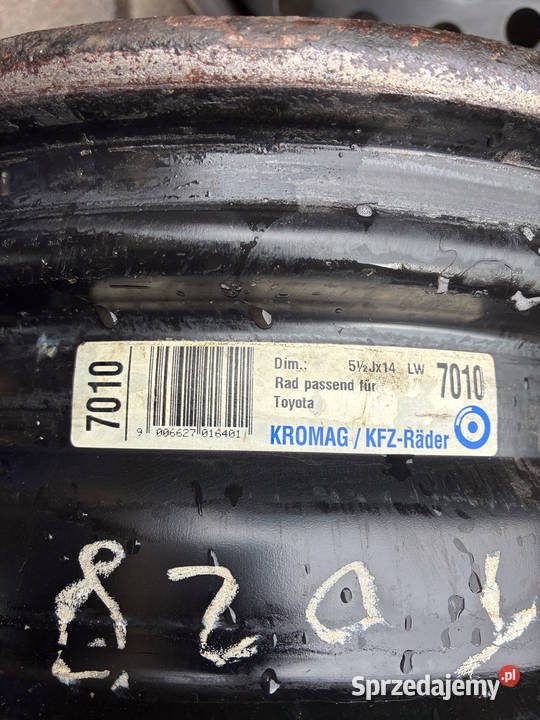 7010
9 006627 016401
Dim.: 5½Jx14 LW 7010
Rad passend für
Toyota
KROMAG / KFZ-Räder
Sprzedajemy.pl